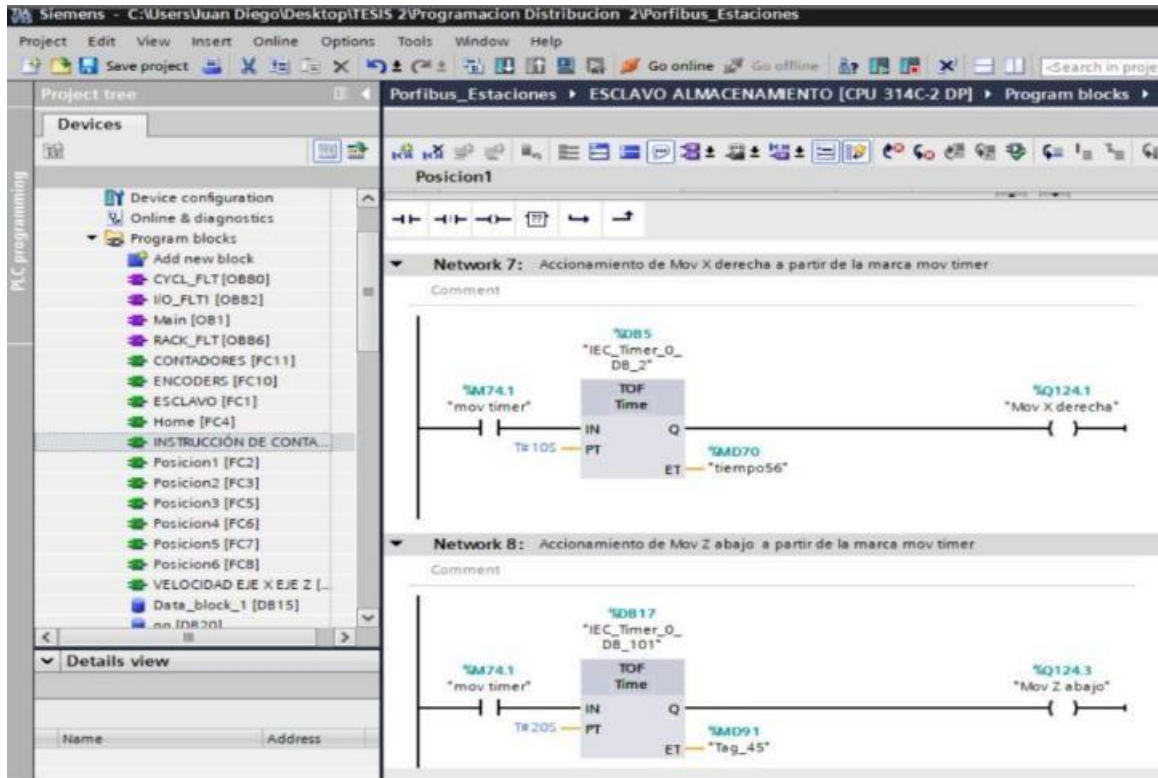 Siemens - C:\Users\Juan Diego\Desktop\TESIS 2\Programacion Distribucion 2\Porfibus_Estaciones
Project Edit View Insert Online Options Tools Window Help
Save project Go online Go offline <Search in proje
Project tree
Porfibus_Estaciones ▸ ESCLAVO ALMACENAMIENTO [CPU 314C-2 DP] ▸ Program blocks ▸
Devices
PLC programming
Device configuration
Online & diagnostics
Program blocks
Add new block
CYCL_FLT [OB80]
I/O_FLT1 [OB82]
Main [OB1]
RACK_FLT [OB86]
CONTADORES [FC11]
ENCODERS [FC10]
ESCLAVO [FC1]
Home [FC4]
INSTRUCCIÓN DE CONTA...
Posicion1 [FC2]
Posicion2 [FC3]
Posicion3 [FC5]
Posicion4 [FC6]
Posicion5 [FC7]
Posicion6 [FC8]
VELOCIDAD EJE X EJE Z [...
Data_block_1 [DB15]
Details view
Name Address
Posicion1
Network 7: Accionamiento de Mov X derecha a partir de la marca mov timer
Comment
%DB5
"IEC_Timer_0_
DB_2"
%M74.1 TOF %Q124.1
"mov timer" Time "Mov X derecha"
IN Q
T#10S PT %MD70
ET "tiempo56"
Network 8: Accionamiento de Mov Z abajo a partir de la marca mov timer
Comment
%DB17
"IEC_Timer_0_
DB_101"
%M74.1 TOF %Q124.3
"mov timer" Time "Mov Z abajo"
IN Q
T#20S PT %MD91
ET "Tag_45"